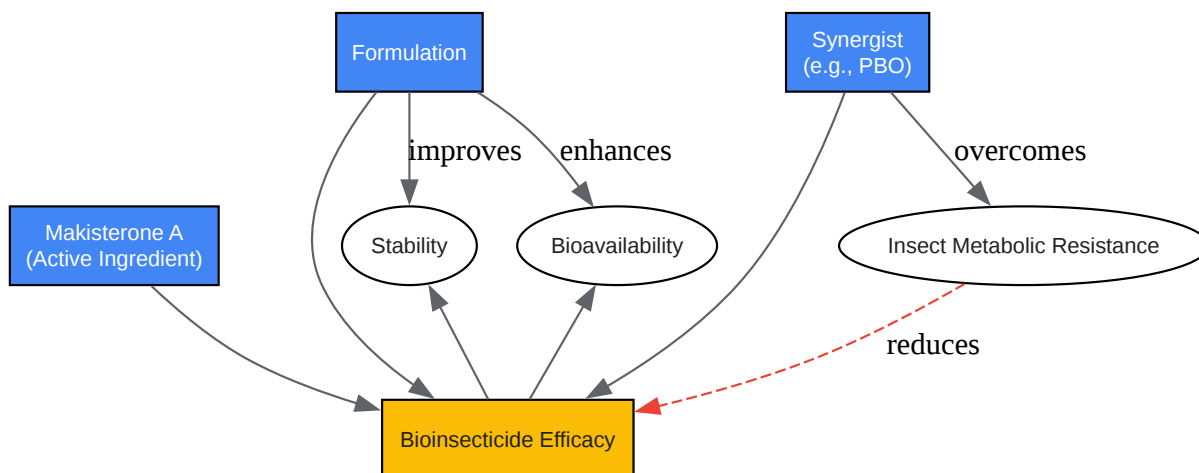 Formulation
Synergist
(e.g., PBO)
improves
enhances
overcomes
Makisterone A
(Active Ingredient)
Stability
Bioavailability
Insect Metabolic Resistance
reduces
Bioinsecticide Efficacy